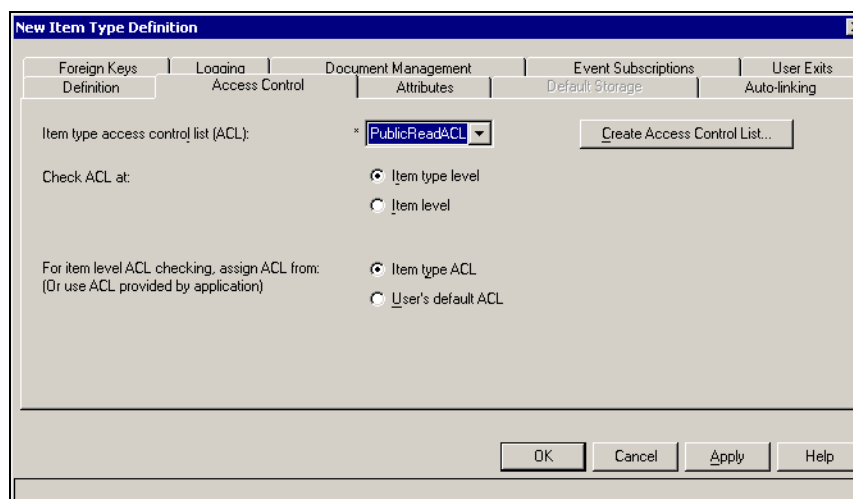 New Item Type Definition
Foreign Keys Logging Document Management Event Subscriptions User Exits
Definition Access Control Attributes Default Storage Auto-linking
Item type access control list (ACL): * PublicReadACL Create Access Control List...
Check ACL at: Item type level
Item level
For item level ACL checking, assign ACL from: Item type ACL
(Or use ACL provided by application)
User's default ACL
OK Cancel Apply Help